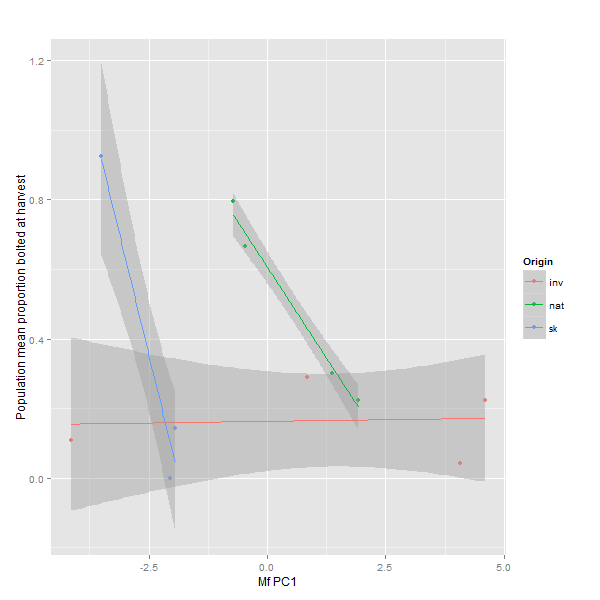 1.2
0.8
0.4
0.0
Population mean proportion bolted at harvest
-2.5
0.0
2.5
5.0
Mf PC1
Origin
inv
nat
sk